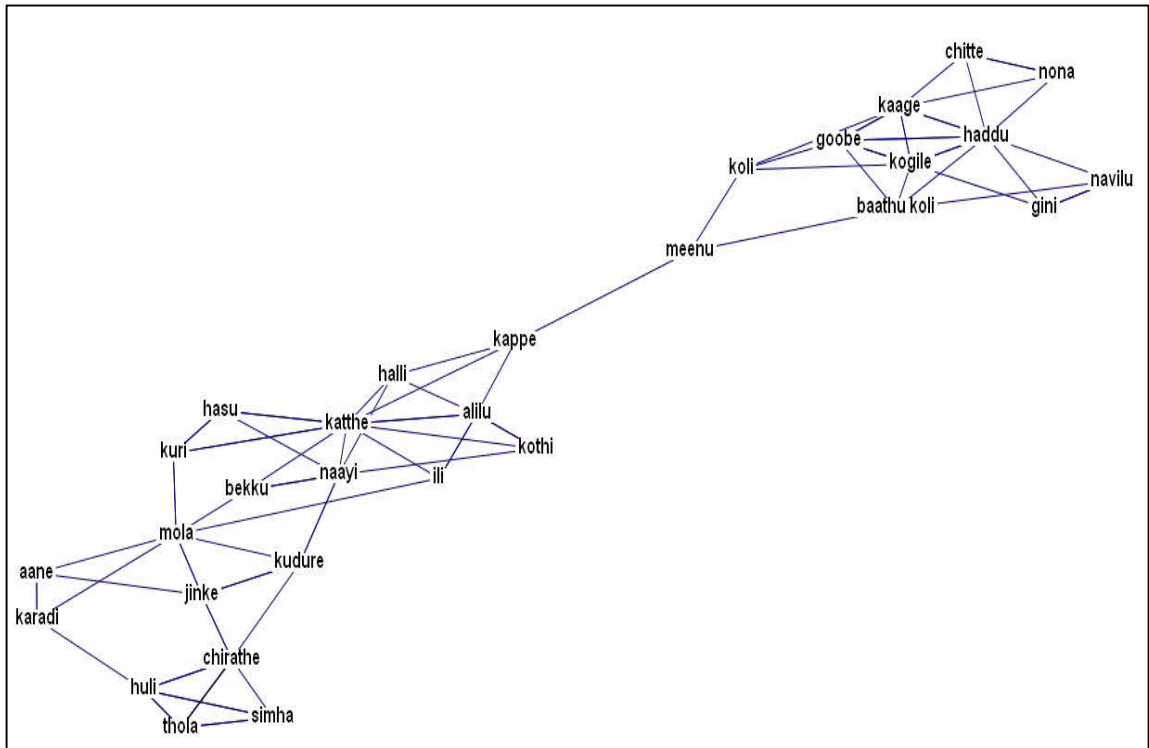 chitte
nona
kaage
goobe
haddu
kogile
koli
navilu
baathu koli
gini
meenu
kappe
halli
hasu
katthe
alilu
kuri
kothi
bekku
naayi
ili
mola
kudure
aane
jinke
karadi
chirathe
huli
simha
thola